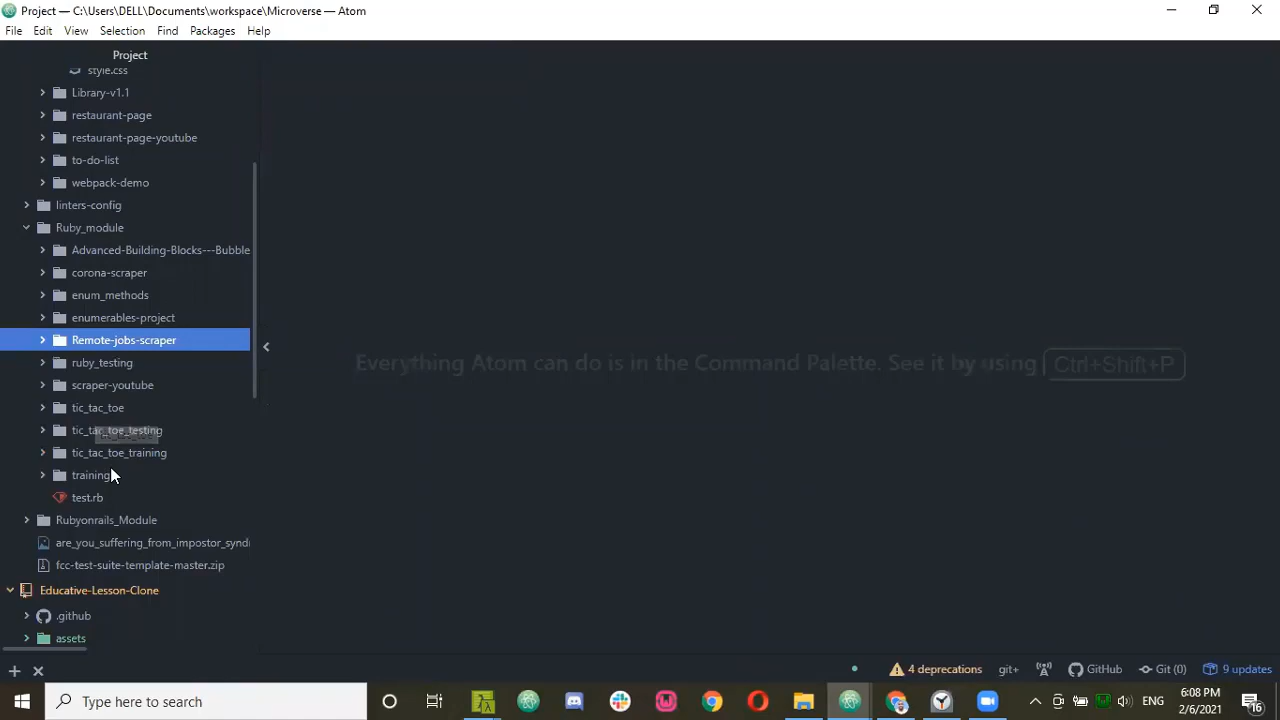 Project — C:\Users\DELL\Documents\workspace\Microverse — Atom
File Edit View Selection Find Packages Help
Project
style.css
Library-v1.1
restaurant-page
restaurant-page-youtube
to-do-list
webpack-demo
linters-config
Ruby_module
Advanced-Building-Blocks---Bubble
corona-scraper
enum_methods
enumerables-project
Remote-jobs-scraper
ruby_testing
scraper-youtube
tic_tac_toe
tic_tac_toe_testing
tic_tac_toe_training
training
test.rb
Rubyonrails_Module
are_you_suffering_from_impostor_syndr
fcc-test-suite-template-master.zip
Educative-Lesson-Clone
.github
assets
Everything Atom can do is in the Command Palette. See it by using Ctrl+Shift+P
4 deprecations git+ GitHub Git (0) 9 updates
Type here to search
ENG
6:08 PM
2/6/2021
16